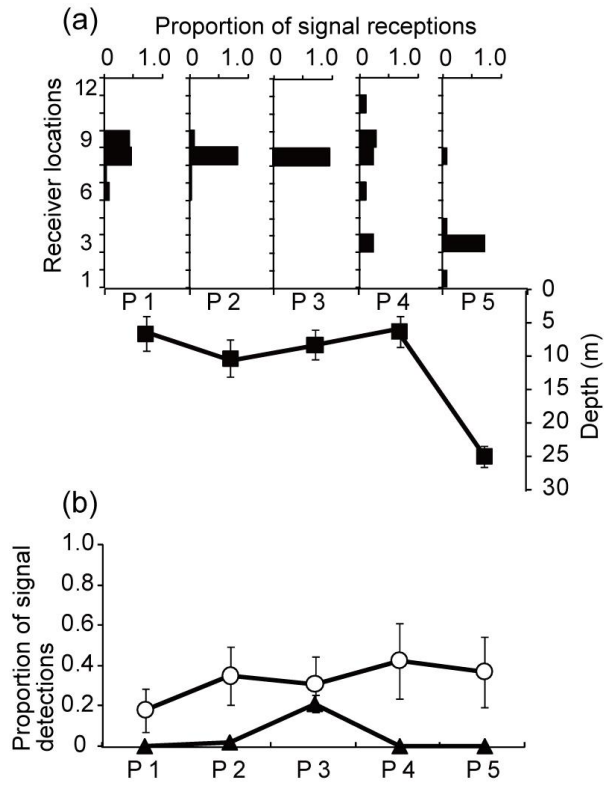 (a)
Proportion of signal receptions
0 1.0 0 1.0 0 1.0 0 1.0 0 1.0
Receiver locations
12
9
6
3
1
P 1 P 2 P 3 P 4 P 5
0
5
10
15
20
25
30
Depth (m)
(b)
Proportion of signal
detections
1.0
0.8
0.6
0.4
0.2
0
P 1 P 2 P 3 P 4 P 5